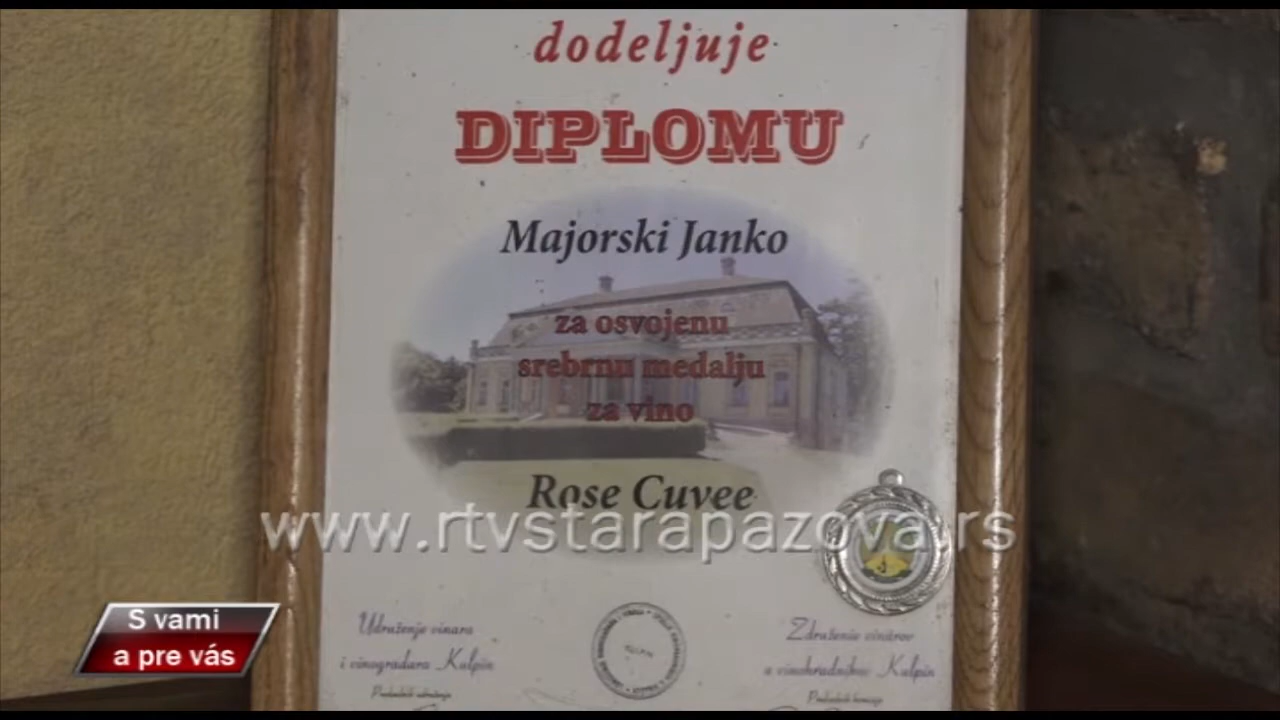 dodeljuje
DIPLOMU
Majorski Janko
za osvojenu
srebrnu medalju
za vino
Rose Cuvee
www.rtvstarapazova.rs
Udruženje vinara
i vinogradara Kulpin
Združenie vinárov
a vinohradníkov Kulpín
S vami
a pre vás